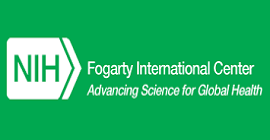 NIH
Fogarty International Center
Advancing Science for Global Health